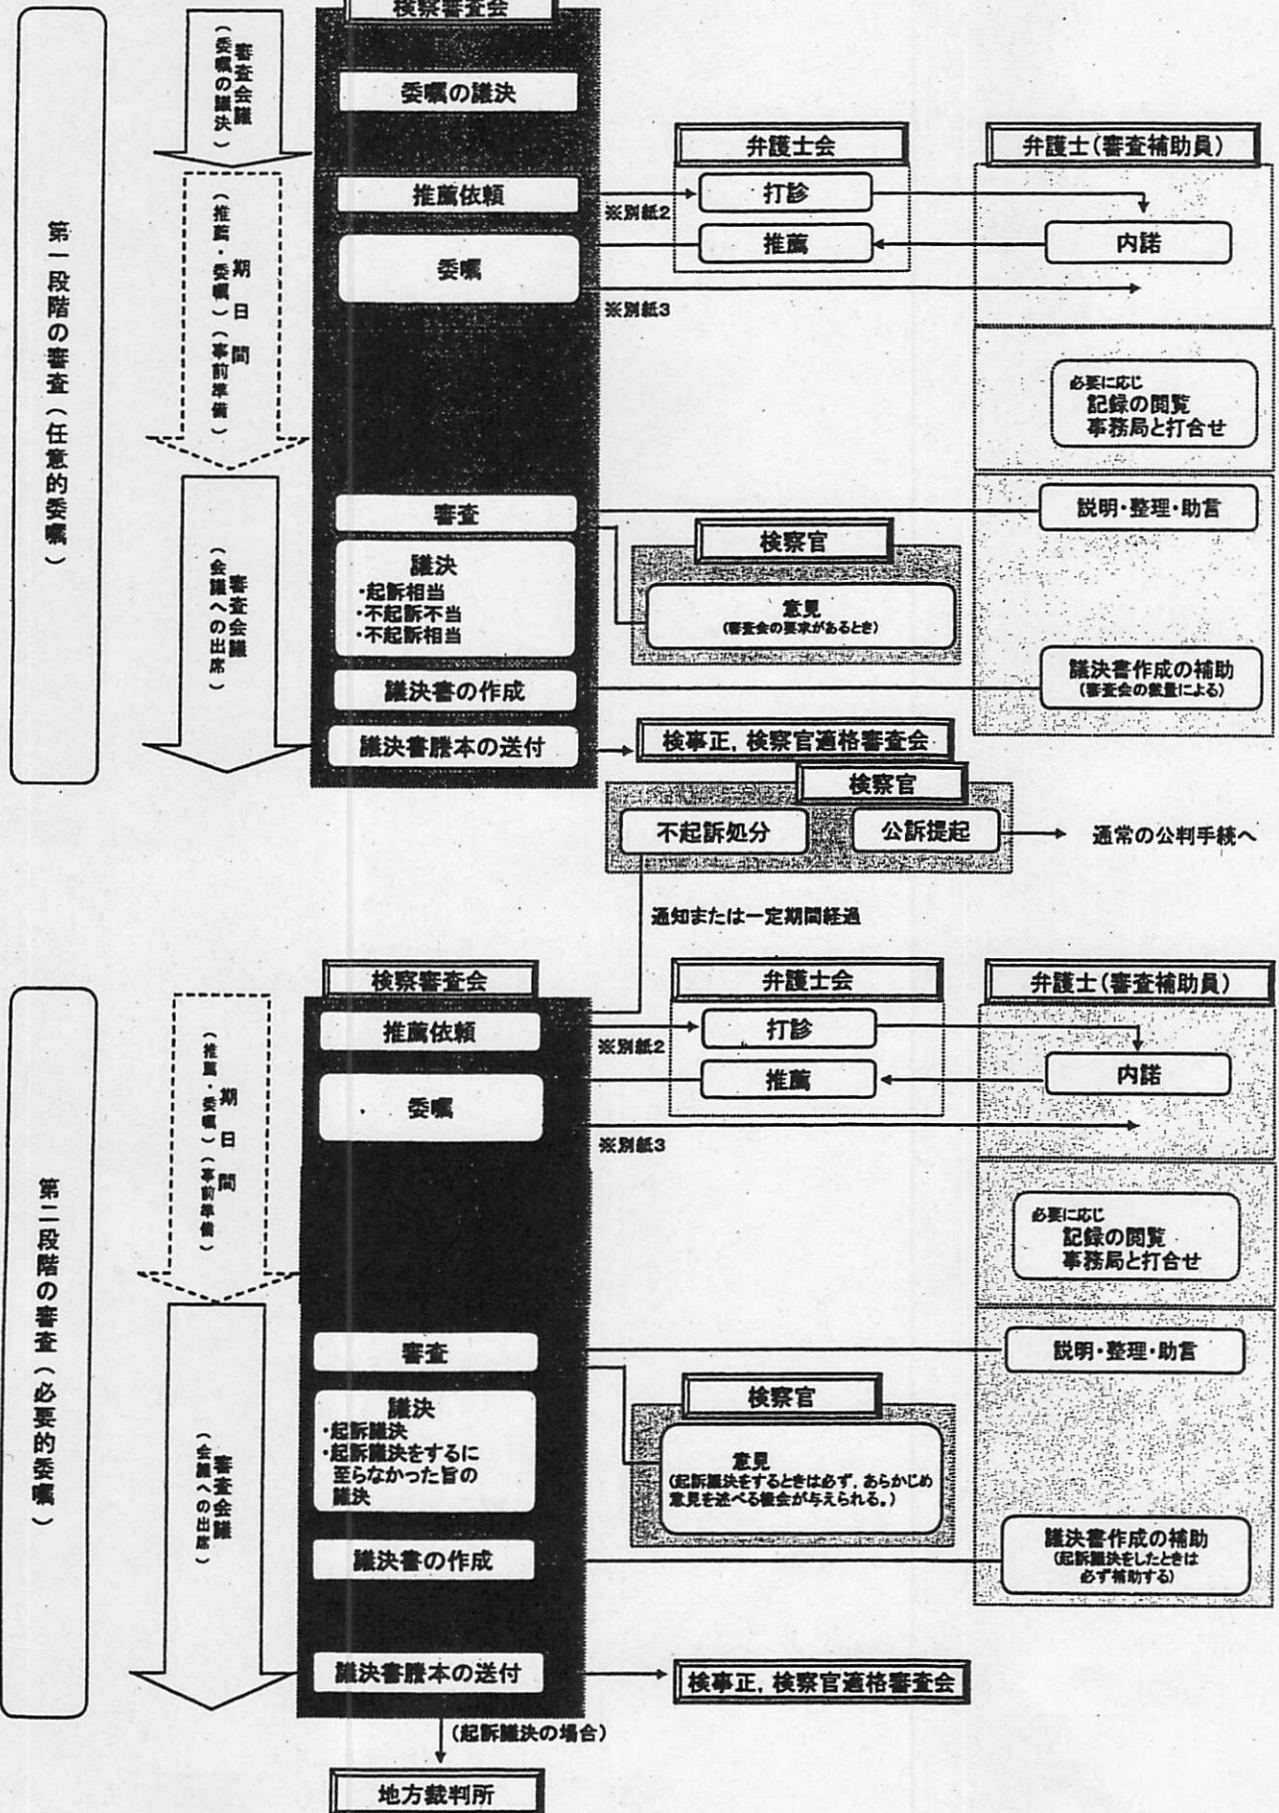 検察審査会
第一段階の審査（任意的委嘱）
審査会議
（委嘱の議決）
委嘱の議決
弁護士会
弁護士（審査補助員）
期日間
（推薦・委嘱）（事前準備）
推薦依頼
※別紙2
打診
委嘱
推薦
内諾
※別紙3
必要に応じ
記録の閲覧
事務局と打合せ
審査会議
（会議への出席）
審査
説明・整理・助言
検察官
議決
・起訴相当
・不起訴不当
・不起訴相当
意見
（審査会の要求があるとき）
議決書の作成
議決書作成の補助
（審査会の裁量による）
議決書謄本の送付
検事正，検察官適格審査会
検察官
不起訴処分
公訴提起
通常の公判手続へ
通知または一定期間経過
第二段階の審査（必要的委嘱）
検察審査会
弁護士会
弁護士（審査補助員）
期日間
（推薦・委嘱）（事前準備）
推薦依頼
※別紙2
打診
委嘱
推薦
内諾
※別紙3
必要に応じ
記録の閲覧
事務局と打合せ
審査会議
（会議への出席）
審査
説明・整理・助言
検察官
議決
・起訴議決
・起訴議決をするに
至らなかった旨の
議決
意見
（起訴議決をするときは必ず，あらかじめ
意見を述べる機会が与えられる。）
議決書の作成
議決書作成の補助
（起訴議決をしたときは
必ず補助する）
議決書謄本の送付
検事正，検察官適格審査会
（起訴議決の場合）
地方裁判所